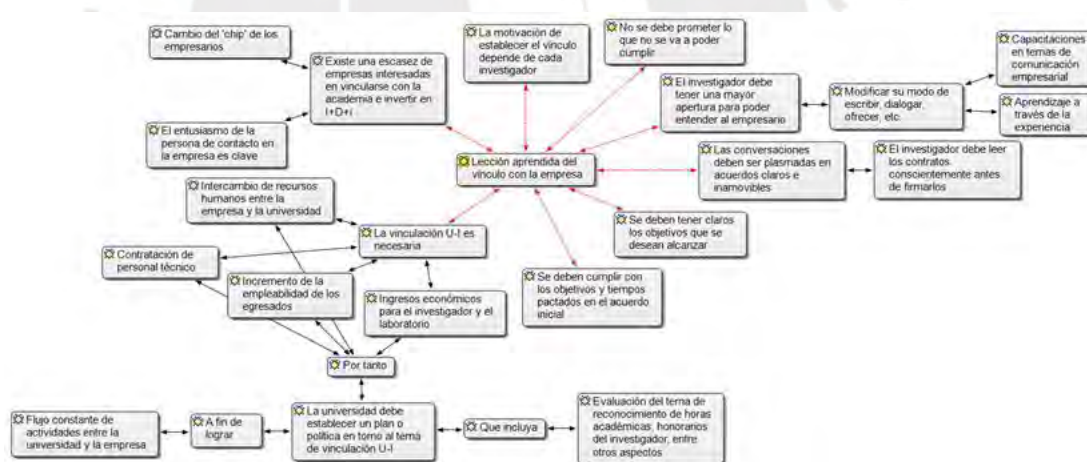 Cambio del 'chip' de los
empresarios
Existe una escasez de
empresas interesadas
en vincularse con la
academia e invertir en
I+D+i
El entusiasmo de la
persona de contacto en
la empresa es clave
La motivación de
establecer el vínculo
depende de cada
investigador
No se debe prometer lo
que no se va a poder
cumplir
El investigador debe
tener una mayor
apertura para poder
entender al empresario
Modificar su modo de
escribir, dialogar,
ofrecer, etc.
Capacitaciones
en temas de
comunicación
empresarial
Aprendizaje a
través de la
experiencia
Lección aprendida del
vínculo con la empresa
Las conversaciones
deben ser plasmadas en
acuerdos claros e
inamovibles
El investigador debe leer
los contratos
conscientemente antes
de firmarlos
Intercambio de recursos
humanos entre la
empresa y la universidad
La vinculación U-I es
necesaria
Se deben tener claros
los objetivos que se
desean alcanzar
Contratación de
personal técnico
Incremento de la
empleabilidad de los
egresados
Ingresos económicos
para el investigador y el
laboratorio
Se deben cumplir con
los objetivos y tiempos
pactados en el acuerdo
inicial
Por tanto
Flujo constante de
actividades entre la
universidad y la empresa
A fin de
lograr
La universidad debe
establecer un plan o
política en torno al tema
de vinculación U-I
Que incluya
Evaluación del tema de
reconocimiento de horas
académicas, honorarios
del investigador, entre
otros aspectos